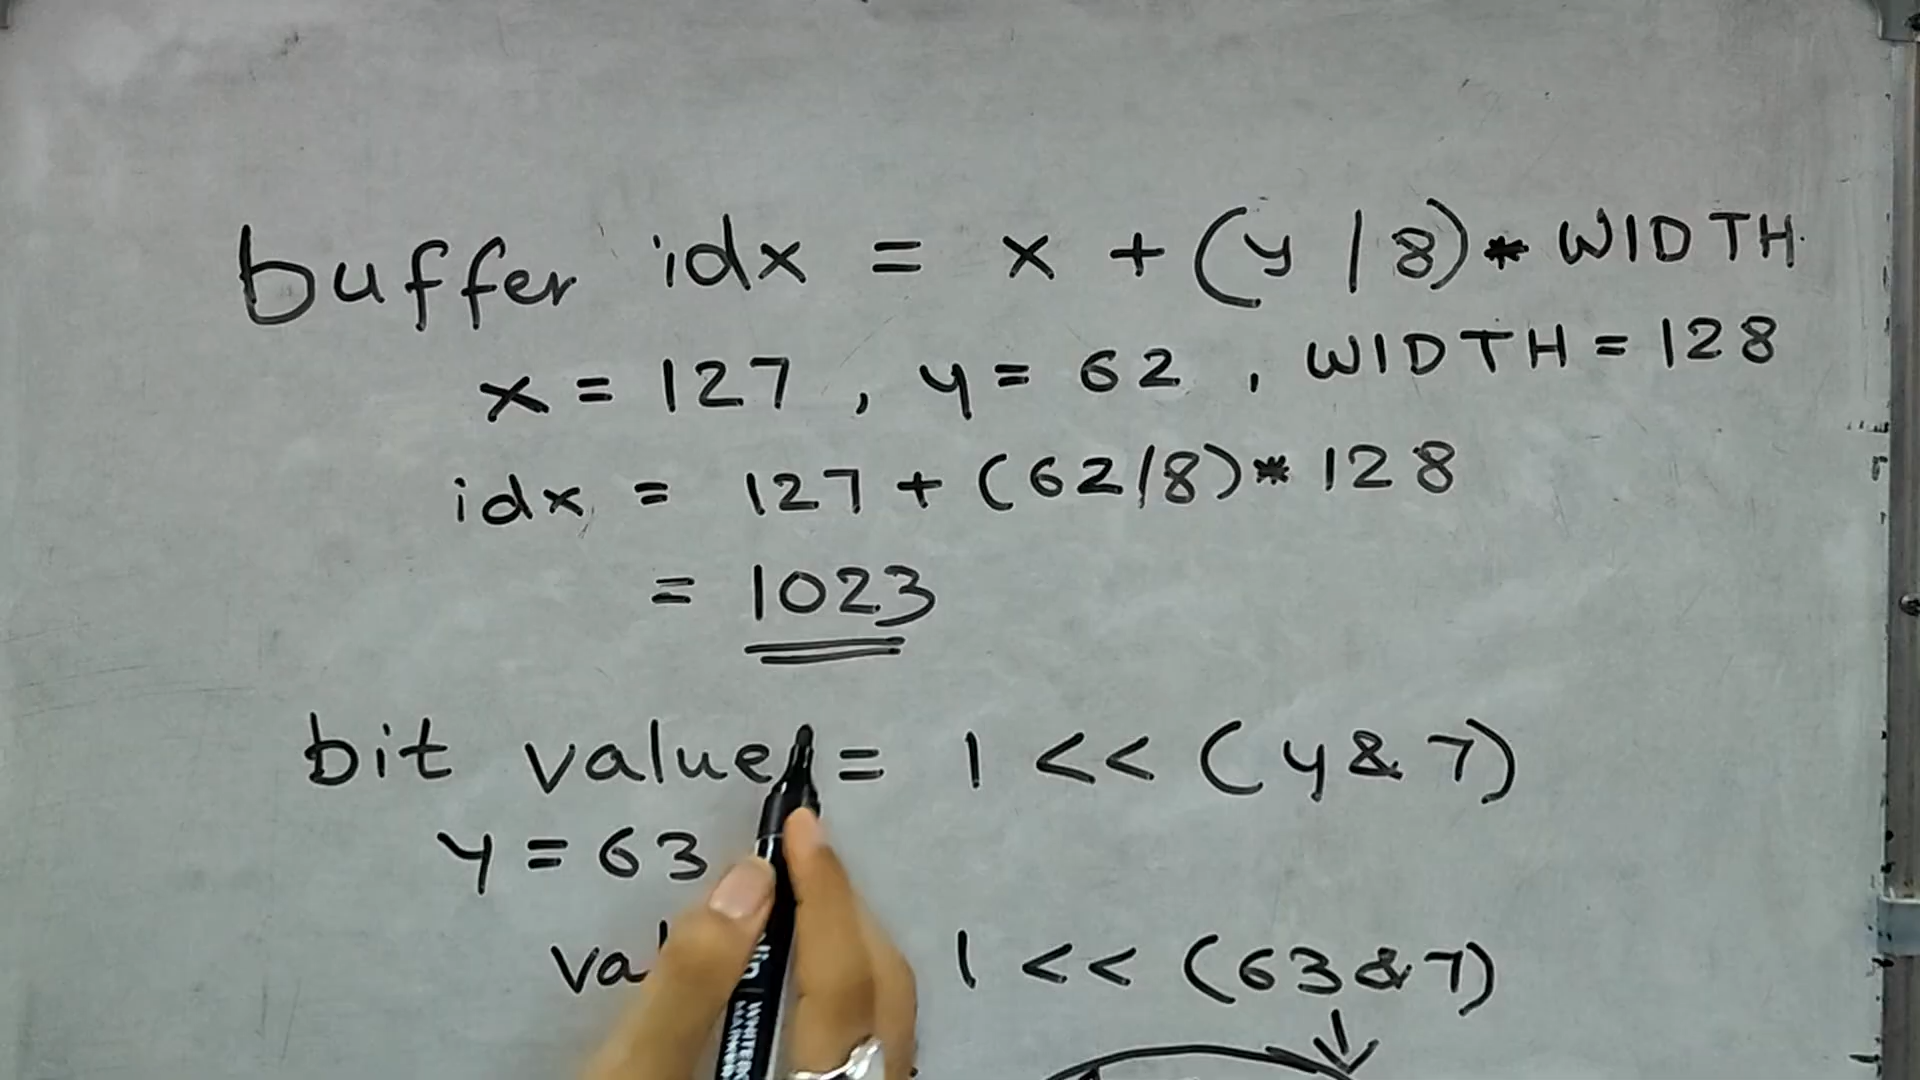 buffer idx = x + (y / 8) * WIDTH
x = 127 , y = 62 , WIDTH = 128
idx = 127 + (62/8) * 128
= 1023
bit value = 1 << (y & 7)
y = 63
1 << (63 & 7)